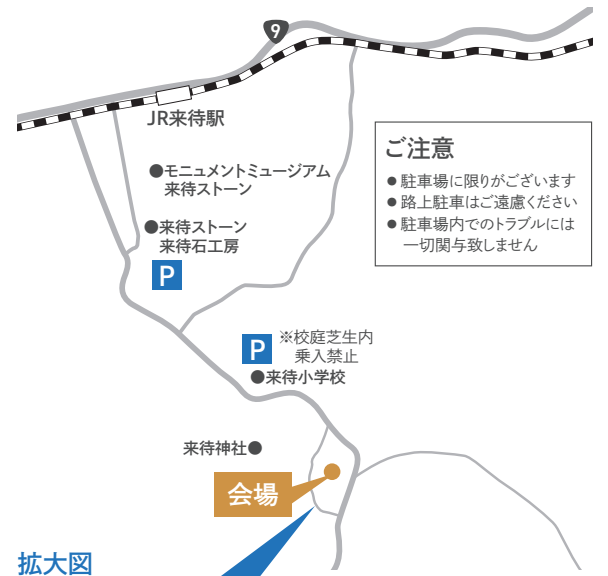 9
JR来待駅
●モニュメントミュージアム
来待ストーン
●来待ストーン
来待石工房
P
ご注意
● 駐車場に限りがございます
● 路上駐車はご遠慮ください
● 駐車場内でのトラブルには
一切関与致しません
P
※校庭芝生内
乗入禁止
●来待小学校
来待神社●
会場
拡大図